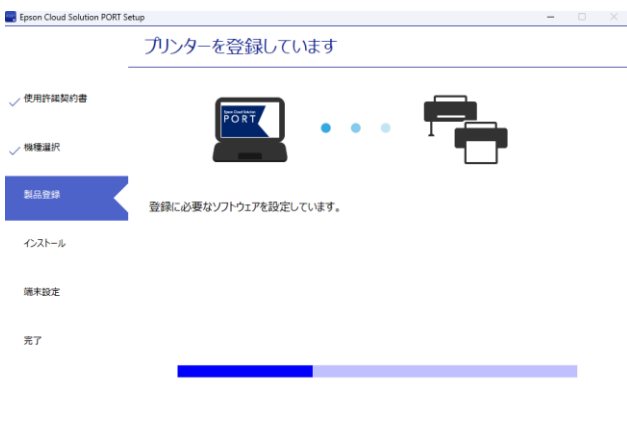 Epson Cloud Solution PORT Setup
プリンターを登録しています
使用許諾契約書
機種選択
製品登録
インストール
端末設定
完了
Epson Cloud Solution
PORT
登録に必要なソフトウェアを設定しています。